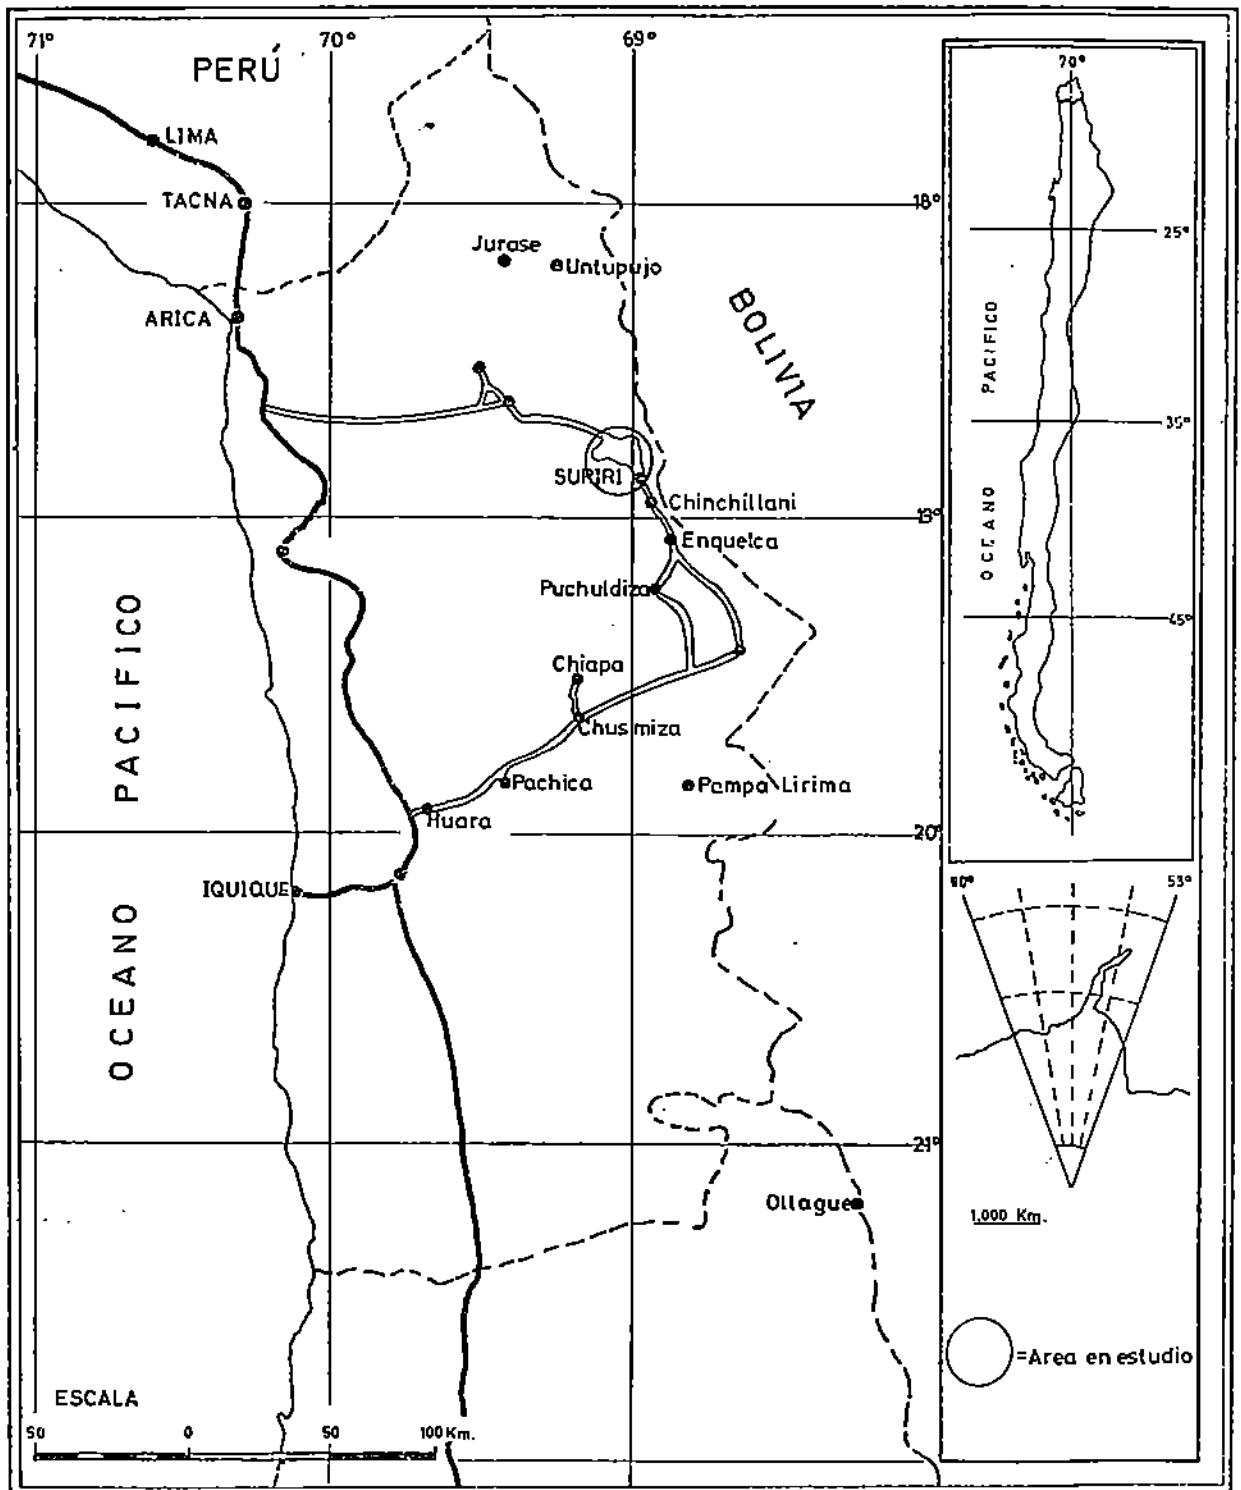 71°
70°
69°
PERÚ
LIMA
TACNA
18°
Jurase
Untupujo
ARICA
BOLIVIA
SURIRI
Chinchillani
19°
Enquelca
Puchuldiza
Chiapa
Chusmiza
Pachica
Pampa Lirima
Huara
20°
IQUIQUE
OCEANO PACIFICO
21°
Ollague
ESCALA
50 0 50 100 Km.
70°
25°
35°
45°
OCEANO PACIFICO
90°
53°
1.000 Km.
=Area en estudio